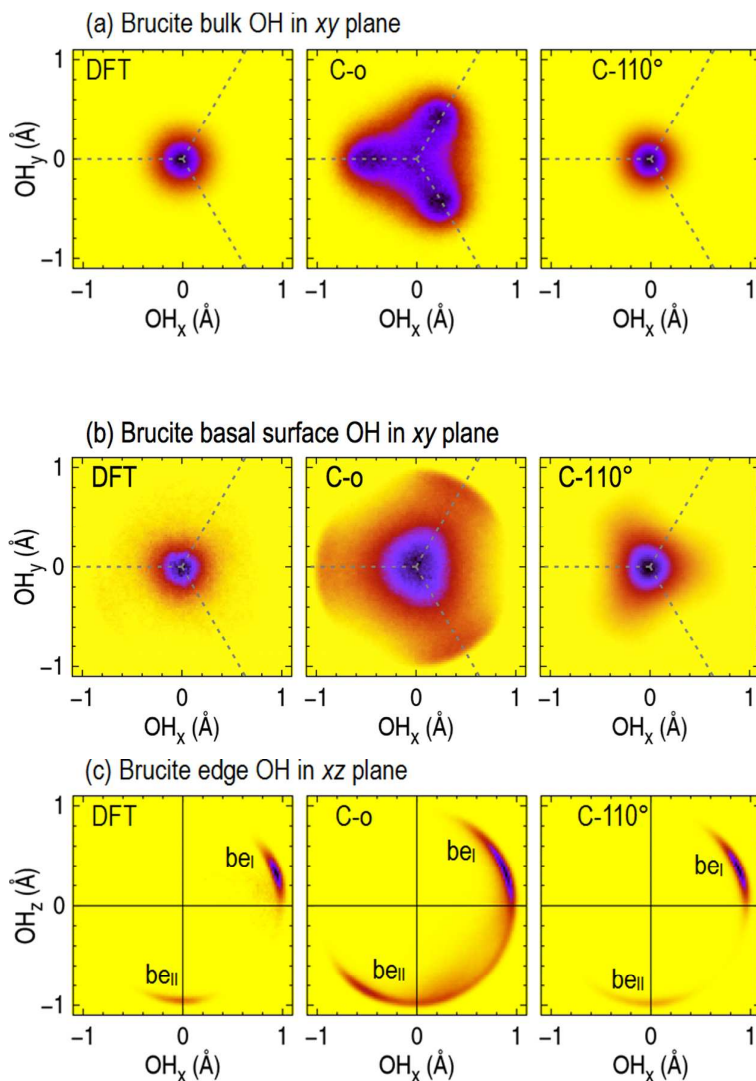 (a) Brucite bulk OH in xy plane
DFT C-o C-110°
1
0
−1
OHy (Å)
−1 0 1 −1 0 1 −1 0 1
OHx (Å) OHx (Å) OHx (Å)
(b) Brucite basal surface OH in xy plane
DFT C-o C-110°
1
0
−1
OHy (Å)
−1 0 1 −1 0 1 −1 0 1
OHx (Å) OHx (Å) OHx (Å)
(c) Brucite edge OH in xz plane
DFT C-o C-110°
beI beI beI
1
0
−1
OHz (Å)
beII beII beII
−1 0 1 −1 0 1 −1 0 1
OHx (Å) OHx (Å) OHx (Å)